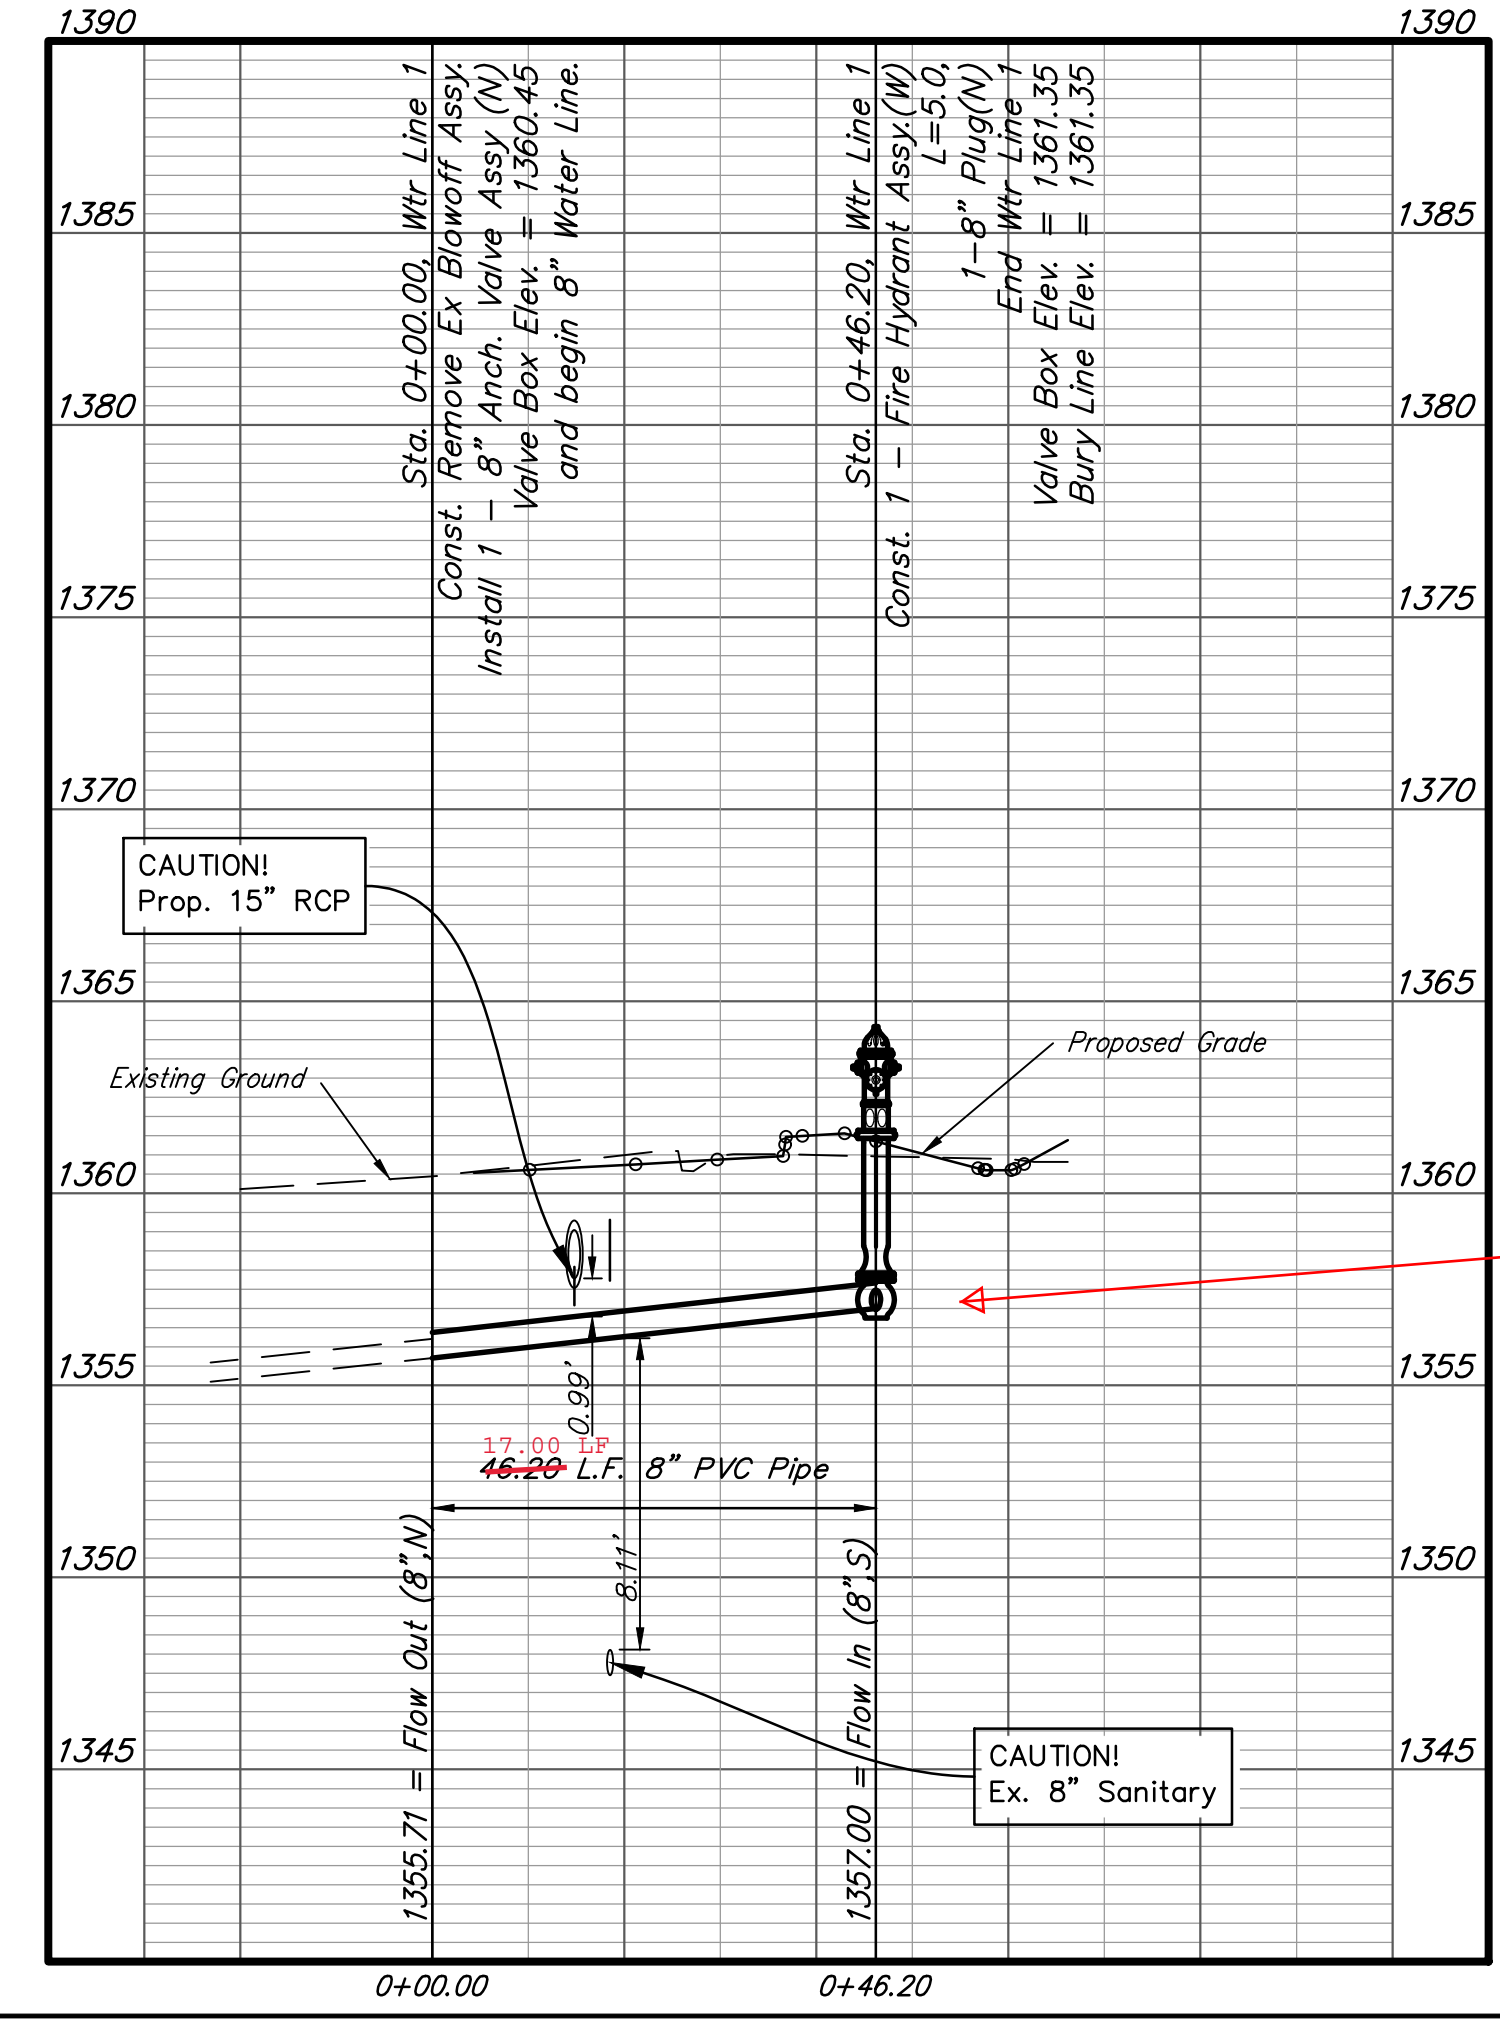 1390
1390
Sta. 0+00.00, Wtr Line 1
Const. Remove Ex Blowoff Assy.
Install 1 - 8" Anch. Valve Assy (N)
Valve Box Elev. = 1360.45
and begin 8" Water Line.
Sta. 0+46.20, Wtr Line 1
Const. 1 - Fire Hydrant Assy.(W)
L=5.0,
1-8" Plug(N)
End Wtr Line 1
Valve Box Elev. = 1361.35
Bury Line Elev. = 1361.35
1385
1385
1380
1380
1375
1375
1370
1370
CAUTION!
Prop. 15" RCP
1365
1365
Proposed Grade
Existing Ground
1360
1360
1355
1355
0.99'
17.00 LF
46.20 L.F. 8" PVC Pipe
8.11'
1350
1350
1355.71 = Flow Out (8",N)
1357.00 = Flow In (8",S)
1345
1345
CAUTION!
Ex. 8" Sanitary
0+00.00
0+46.20